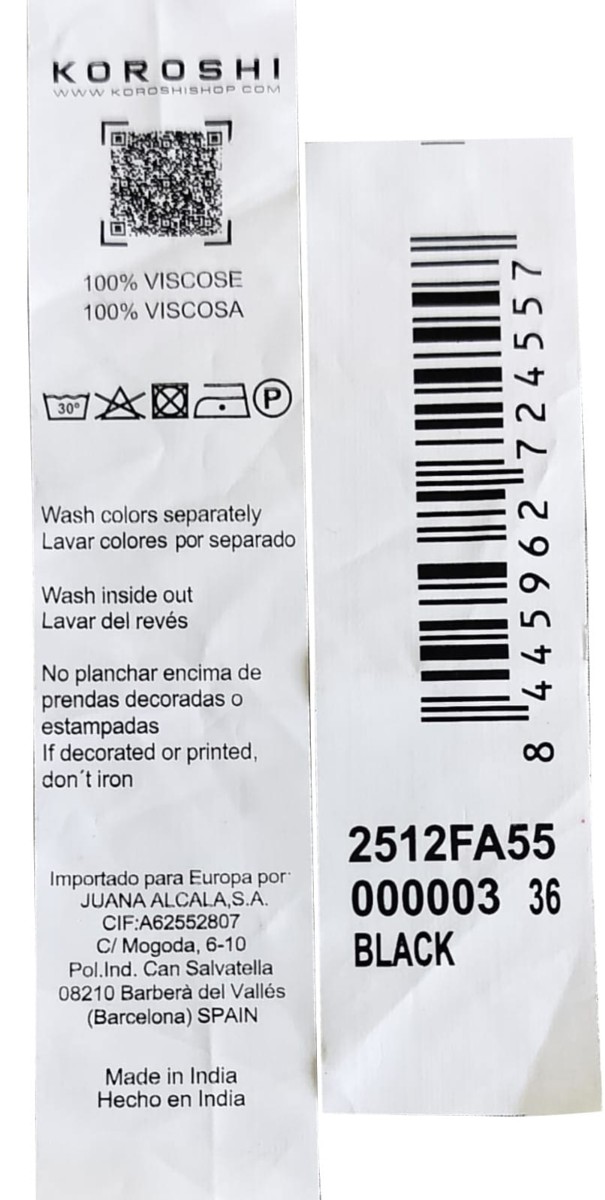 KOROSHI
WWW KOROSHISHOP COM
100% VISCOSE
100% VISCOSA
30°
P
Wash colors separately
Lavar colores por separado
Wash inside out
Lavar del revés
No planchar encima de
prendas decoradas o
estampadas
If decorated or printed,
don´t iron
Importado para Europa por:
JUANA ALCALA,S.A.
CIF:A62552807
C/ Mogoda, 6-10
Pol.Ind. Can Salvatella
08210 Barberà del Vallés
(Barcelona) SPAIN
Made in India
Hecho en India
8 445962 724557
2512FA55
000003 36
BLACK